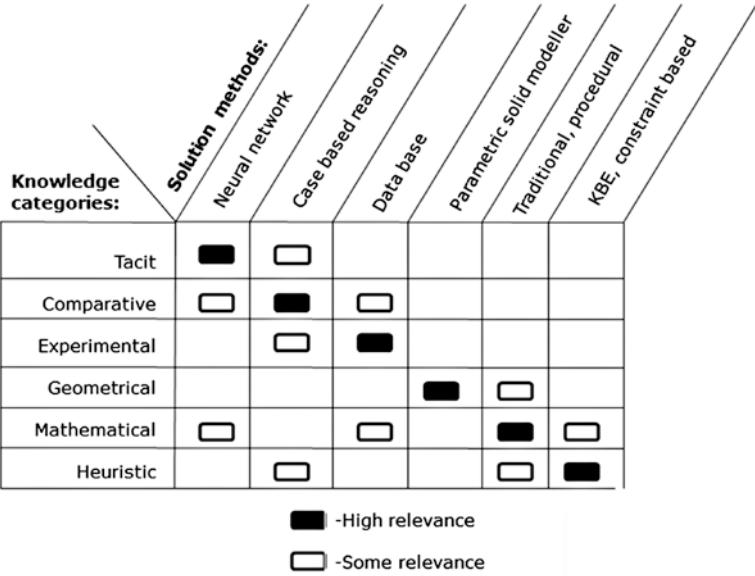 Solution methods:
Neural network
Case based reasoning
Data base
Parametric solid modeller
Traditional, procedural
KBE, constraint based
Knowledge
categories:
Tacit
Comparative
Experimental
Geometrical
Mathematical
Heuristic
-High relevance
-Some relevance